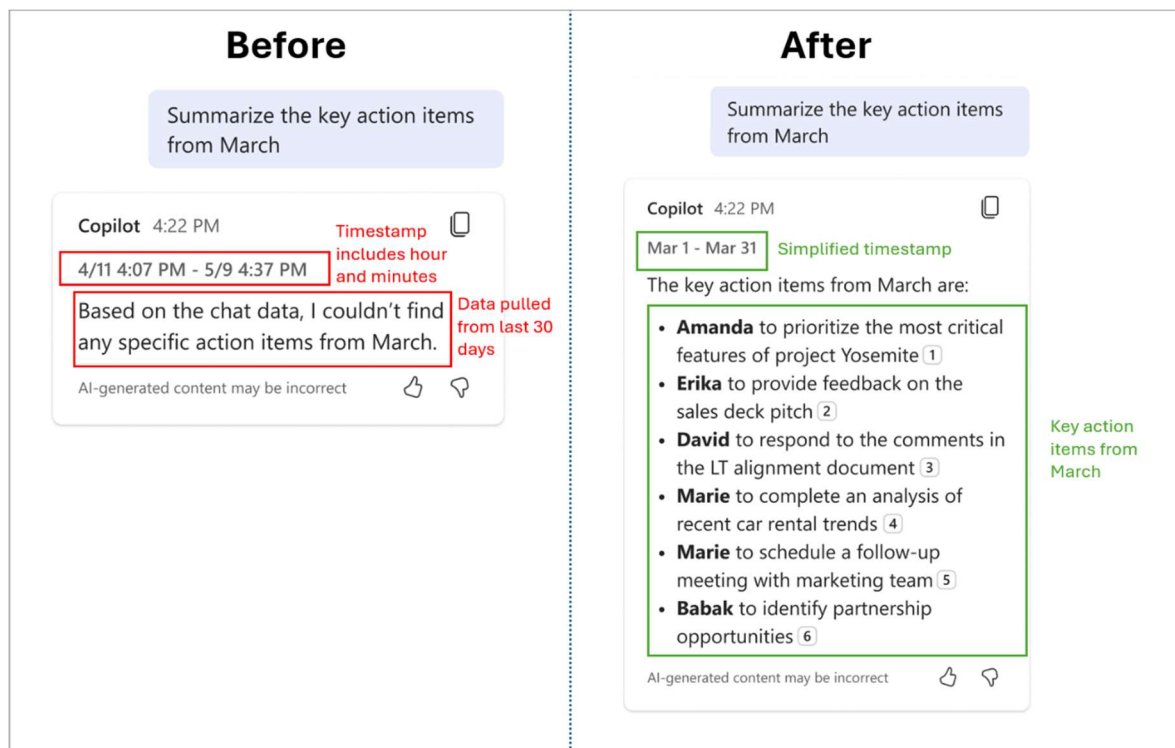 Before
Summarize the key action items
from March
Copilot 4:22 PM
Timestamp
includes hour
and minutes
4/11 4:07 PM - 5/9 4:37 PM
Based on the chat data, I couldn’t find
any specific action items from March.
Data pulled
from last 30
days
AI-generated content may be incorrect
After
Summarize the key action items
from March
Copilot 4:22 PM
Mar 1 - Mar 31
Simplified timestamp
The key action items from March are:
• Amanda to prioritize the most critical
features of project Yosemite 1
• Erika to provide feedback on the
sales deck pitch 2
• David to respond to the comments in
the LT alignment document 3
• Marie to complete an analysis of
recent car rental trends 4
• Marie to schedule a follow-up
meeting with marketing team 5
• Babak to identify partnership
opportunities 6
Key action
items from
March
AI-generated content may be incorrect